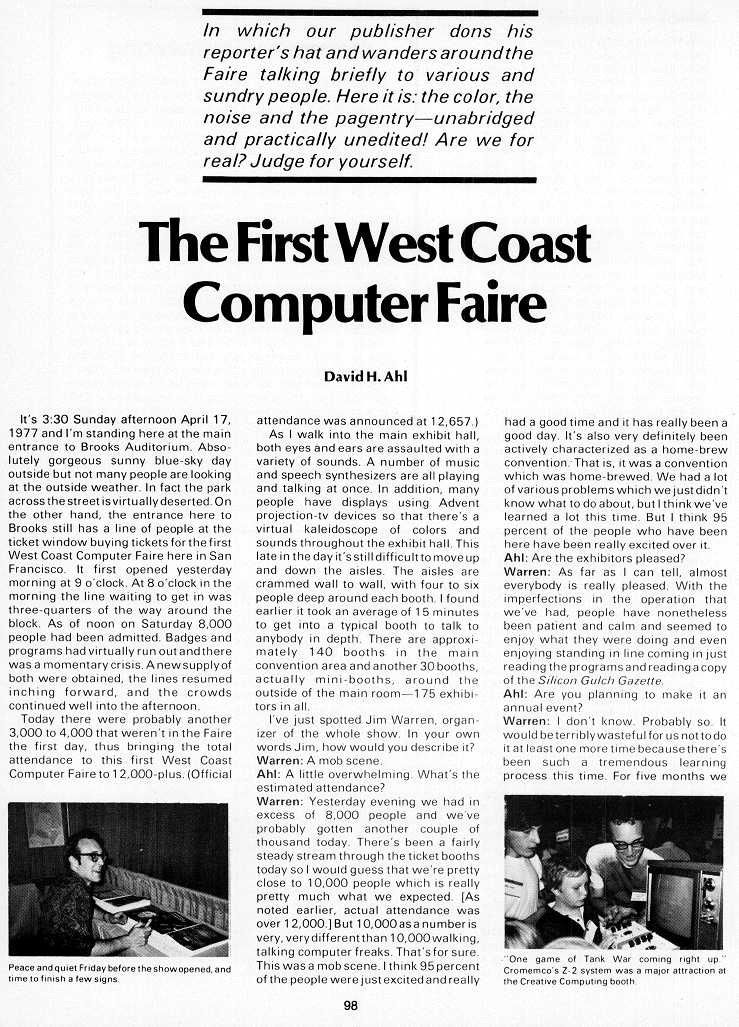 In which our publisher dons his
reporter's hat and wanders around the
Faire talking briefly to various and
sundry people. Here it is: the color, the
noise and the pagentry—unabridged
and practically unedited! Are we for
real? Judge for yourself.
The First West Coast
Computer Faire
David H. Ahl
It's 3:30 Sunday afternoon April 17,
1977 and I'm standing here at the main
entrance to Brooks Auditorium. Abso-
lutely gorgeous sunny blue-sky day
outside but not many people are looking
at the outside weather. In fact the park
across the street is virtually deserted. On
the other hand, the entrance here to
Brooks still has a line of people at the
ticket window buying tickets for the first
West Coast Computer Faire here in San
Francisco. It first opened yesterday
morning at 9 o'clock. At 8 o'clock in the
morning the line waiting to get in was
three-quarters of the way around the
block. As of noon on Saturday 8,000
people had been admitted. Badges and
programs had virtually run out and there
was a momentary crisis. A new supply of
both were obtained, the lines resumed
inching forward, and the crowds
continued well into the afternoon.
Today there were probably another
3,000 to 4,000 that weren't in the Faire
the first day, thus bringing the total
attendance to this first West Coast
Computer Faire to 12,000-plus. (Official
Peace and quiet Friday before the show opened, and
time to finish a few signs.
attendance was announced at 12,657.)
As I walk into the main exhibit hall,
both eyes and ears are assaulted with a
variety of sounds. A number of music
and speech synthesizers are all playing
and talking at once. In addition, many
people have displays using Advent
projection-tv devices so that there's a
virtual kaleidoscope of colors and
sounds throughout the exhibit hall. This
late in the day it's still difficult to move up
and down the aisles. The aisles are
crammed wall to wall, with four to six
people deep around each booth. I found
earlier it took an average of 15 minutes
to get into a typical booth to talk to
anybody in depth. There are approxi-
mately 140 booths in the main
convention area and another 30 booths,
actually mini-booths, around the
outside of the main room—175 exhibi-
tors in all.
I've just spotted Jim Warren, organ-
izer of the whole show. In your own
words Jim, how would you describe it?
Warren: A mob scene.
Ahl: A little overwhelming. What's the
estimated attendance?
Warren: Yesterday evening we had in
excess of 8,000 people and we've
probably gotten another couple of
thousand today. There's been a fairly
steady stream through the ticket booths
today so I would guess that we're pretty
close to 10,000 people which is really
pretty much what we expected. [As
noted earlier, actual attendance was
over 12,000.] But 10,000 as a number is
very, very different than 10,000 walking,
talking computer freaks. That's for sure.
This was a mob scene. I think 95 percent
of the people were just excited and really
had a good time and it has really been a
good day. It's also very definitely been
actively characterized as a home-brew
convention. That is, it was a convention
which was home-brewed. We had a lot
of various problems which we just didn't
know what to do about, but I think we've
learned a lot this time. But I think 95
percent of the people who have been
here have been really excited over it.
Ahl: Are the exhibitors pleased?
Warren: As far as I can tell, almost
everybody is really pleased. With the
imperfections in the operation that
we've had, people have nonetheless
been patient and calm and seemed to
enjoy what they were doing and even
enjoying standing in line coming in just
reading the programs and reading a copy
of the Silicon Gulch Gazette.
Ahl: Are you planning to make it an
annual event?
Warren: I don't know. Probably so. It
would be terribly wasteful for us not to do
it at least one more time because there's
been such a tremendous learning
process this time. For five months we
"One game of Tank War coming right up."
Cromemco's Z-2 system was a major attraction at
the Creative Computing booth.
98